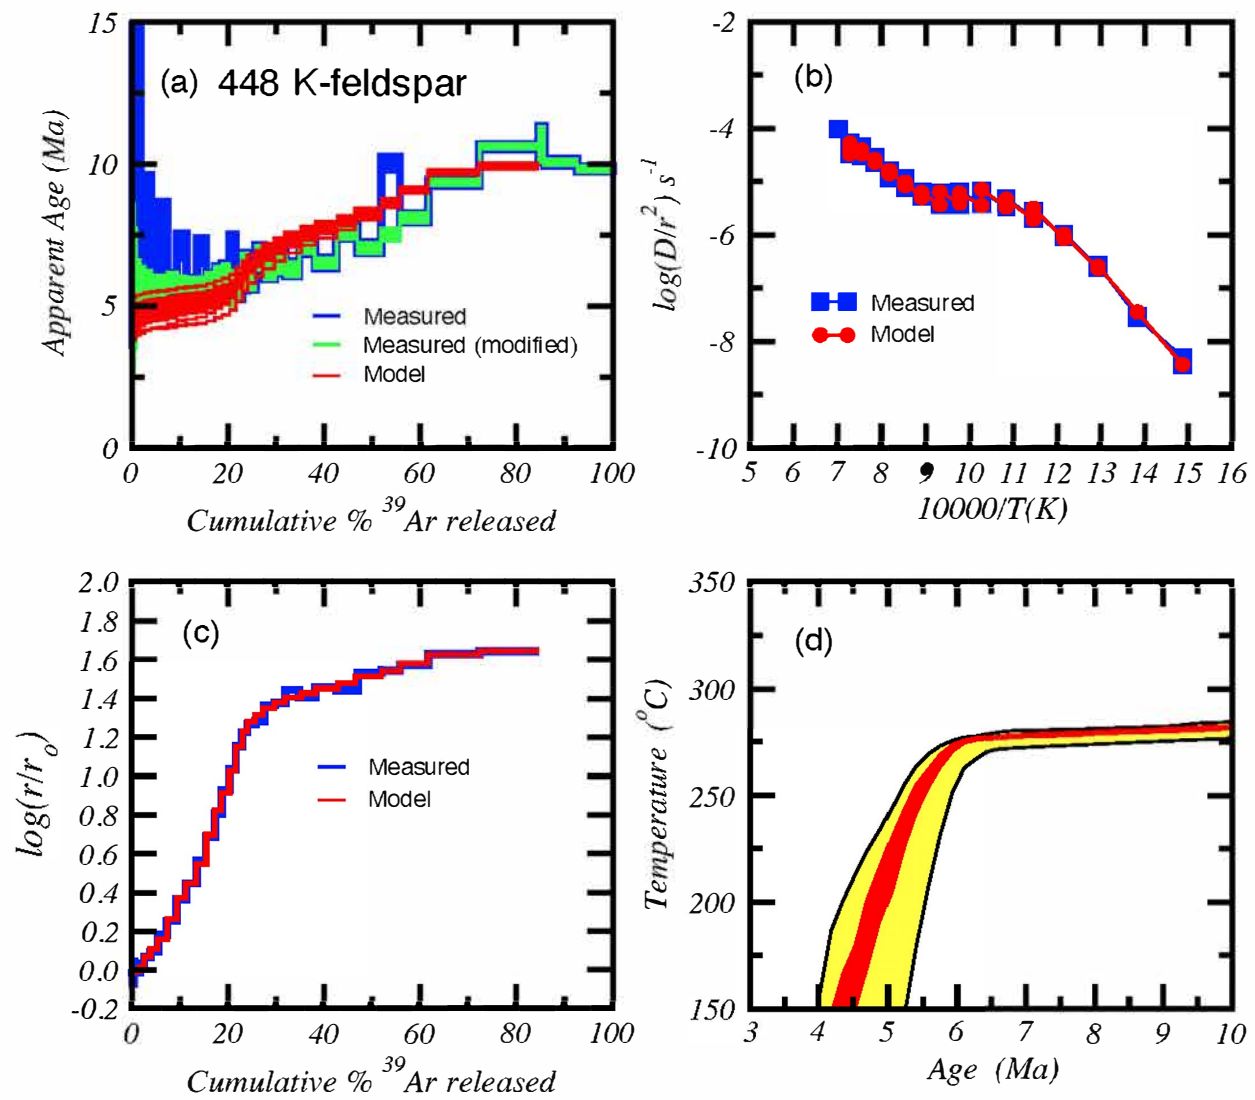 (a) 448 K-feldspar
Apparent Age (Ma)
15
10
5
0
Measured
Measured (modified)
Model
0 20 40 60 80 100
Cumulative % ³⁹Ar released
(b)
log(D/r²) s⁻¹
-2
-4
-6
-8
-10
Measured
Model
5 6 7 8 9 10 11 12 13 14 15 16
10000/T(K)
(c)
log(r/rₒ)
2.0
1.8
1.6
1.4
1.2
1.0
0.8
0.6
0.4
0.2
0.0
-0.2
Measured
Model
0 20 40 60 80 100
Cumulative % ³⁹Ar released
(d)
Temperature (°C)
350
300
250
200
150
3 4 5 6 7 8 9 10
Age (Ma)